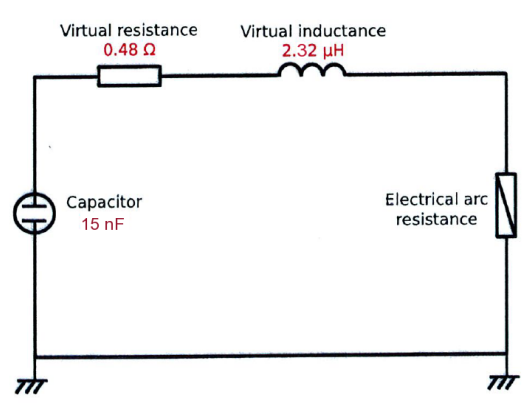 Virtual resistance
0.48 Ω
Virtual inductance
2.32 µH
Capacitor
15 nF
Electrical arc
resistance